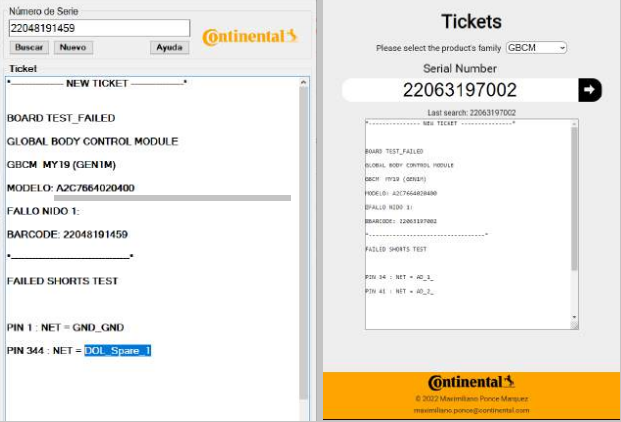 Número de Serie
22048191459
Buscar Nuevo Ayuda
Continental
Ticket
*---------------- NEW TICKET ----------------*
BOARD TEST_FAILED
GLOBAL BODY CONTROL MODULE
GBCM MY19 (GEN1M)
MODELO: A2C7664020400
FALLO NIDO 1:
BARCODE: 22048191459
*------------------------------------*
FAILED SHORTS TEST
PIN 1 : NET = GND_GND
PIN 344 : NET = DOL_Spare_1
Tickets
Please select the product's family GBCM
Serial Number
22063197002
Last search: 22063197002
*--------------- NEW TICKET ---------------*
BOARD TEST_FAILED
GLOBAL BODY CONTROL MODULE
GBCM MY19 (GEN1M)
MODELO: A2C7664020400
FALLO NIDO 1:
BARCODE: 22063197002
*----------------------------------*
FAILED SHORTS TEST
PIN 34 : NET = AD_1_
PIN 41 : NET = AD_2_
Continental
© 2022 Maximiliano Ponce Marquez
maximiliano.ponce@continental.com